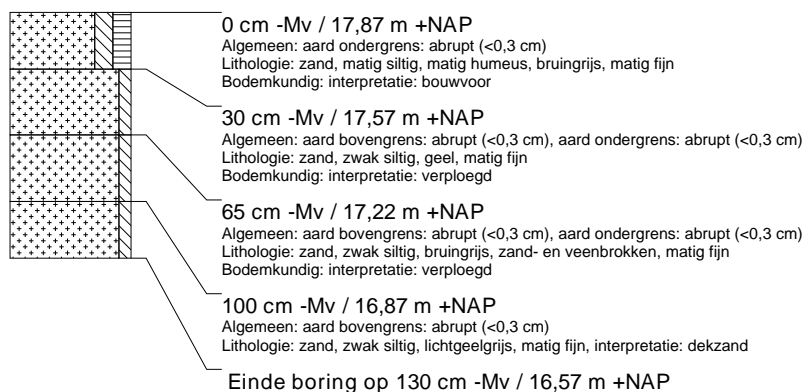 0 cm -Mv / 17,87 m +NAP
Algemeen: aard ondergrens: abrupt (<0,3 cm)
Lithologie: zand, matig siltig, matig humeus, bruingrijs, matig fijn
Bodemkundig: interpretatie: bouwvoor
30 cm -Mv / 17,57 m +NAP
Algemeen: aard bovengrens: abrupt (<0,3 cm), aard ondergrens: abrupt (<0,3 cm)
Lithologie: zand, zwak siltig, geel, matig fijn
Bodemkundig: interpretatie: verploegd
65 cm -Mv / 17,22 m +NAP
Algemeen: aard bovengrens: abrupt (<0,3 cm), aard ondergrens: abrupt (<0,3 cm)
Lithologie: zand, zwak siltig, bruingrijs, zand- en veenbrokken, matig fijn
Bodemkundig: interpretatie: verploegd
100 cm -Mv / 16,87 m +NAP
Algemeen: aard bovengrens: abrupt (<0,3 cm)
Lithologie: zand, zwak siltig, lichtgeelgrijs, matig fijn, interpretatie: dekzand
Einde boring op 130 cm -Mv / 16,57 m +NAP